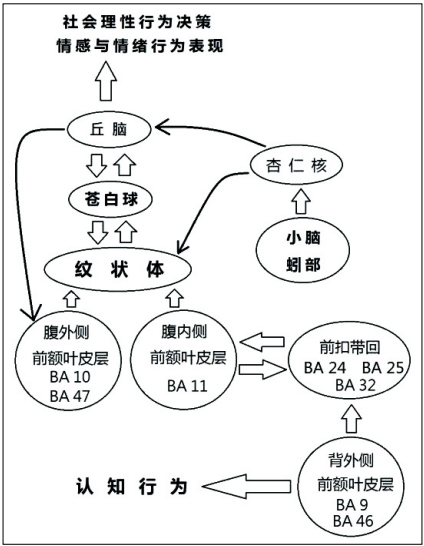 社会理性行为决策
情感与情绪行为表现
丘脑
杏仁核
苍白球
小脑
蚓部
纹状体
腹外侧
前额叶皮层
BA 10
BA 47
腹内侧
前额叶皮层
BA 11
前扣带回
BA 24 BA 25
BA 32
背外侧
前额叶皮层
BA 9
BA 46
认知行为